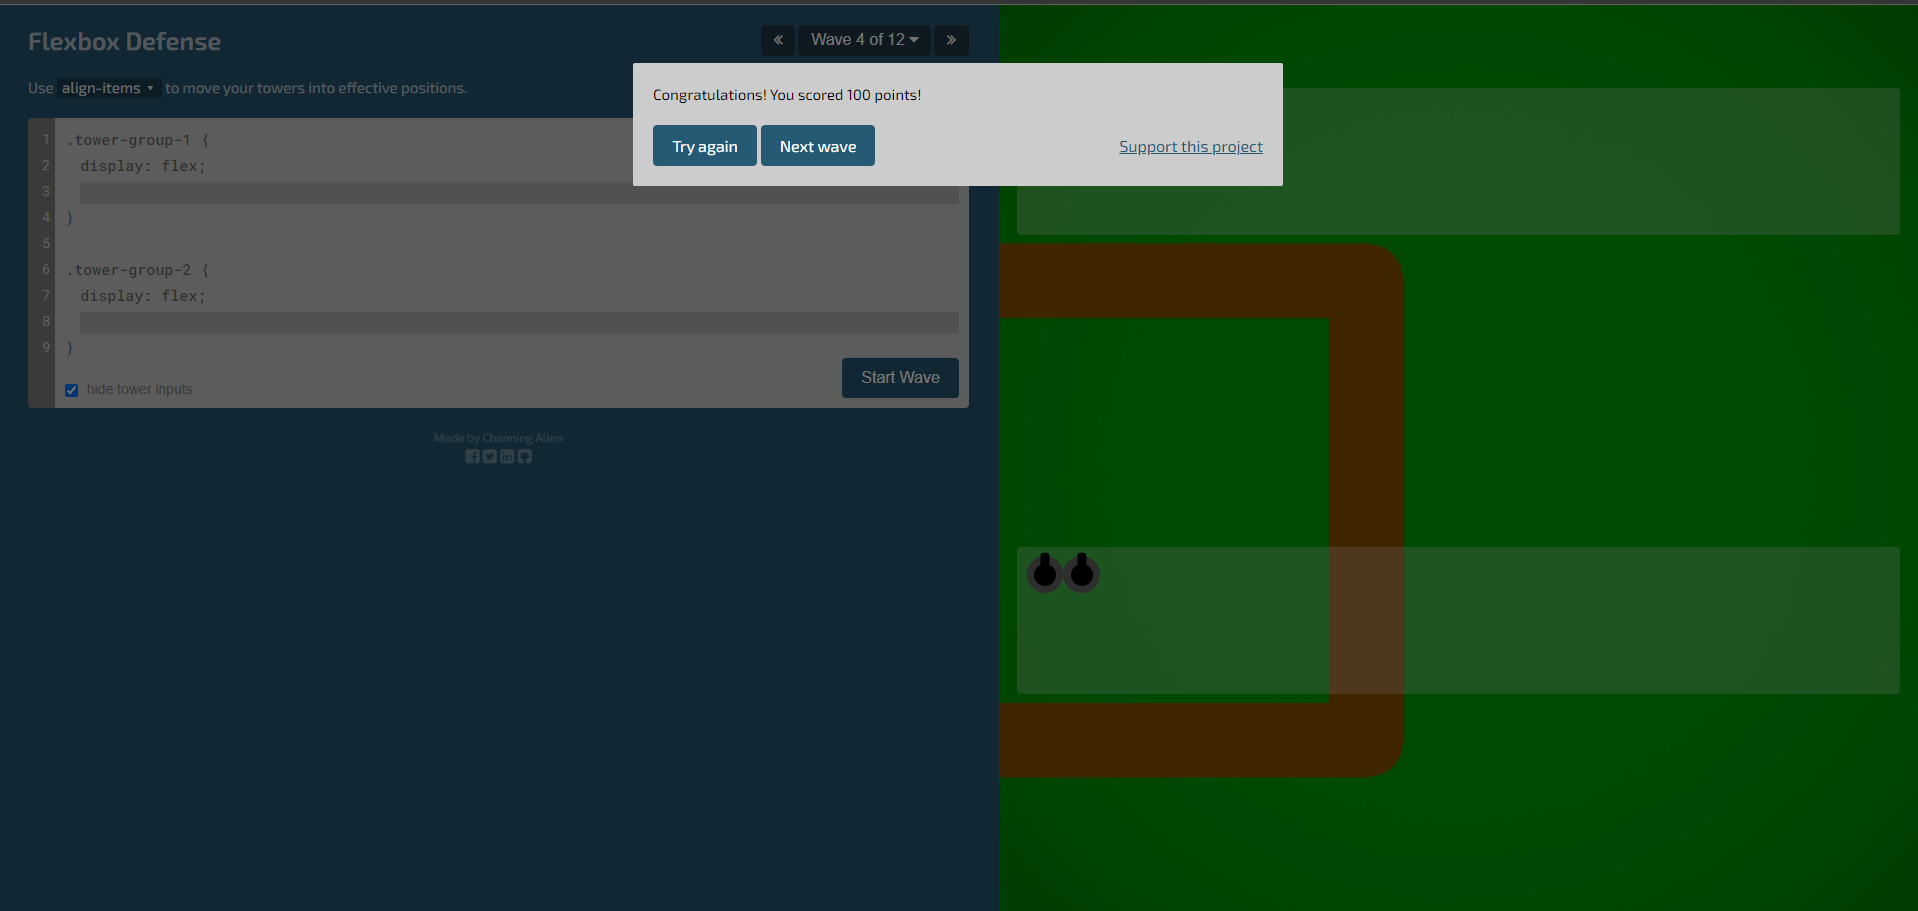 Flexbox Defense
« Wave 4 of 12 »
Use align-items to move your towers into effective positions.
Congratulations! You scored 100 points!
Try again Next wave Support this project
1 .tower-group-1 {
2 display: flex;
3
4 }
5
6 .tower-group-2 {
7 display: flex;
8
9 }
hide tower inputs
Start Wave
Made by Channing Allen